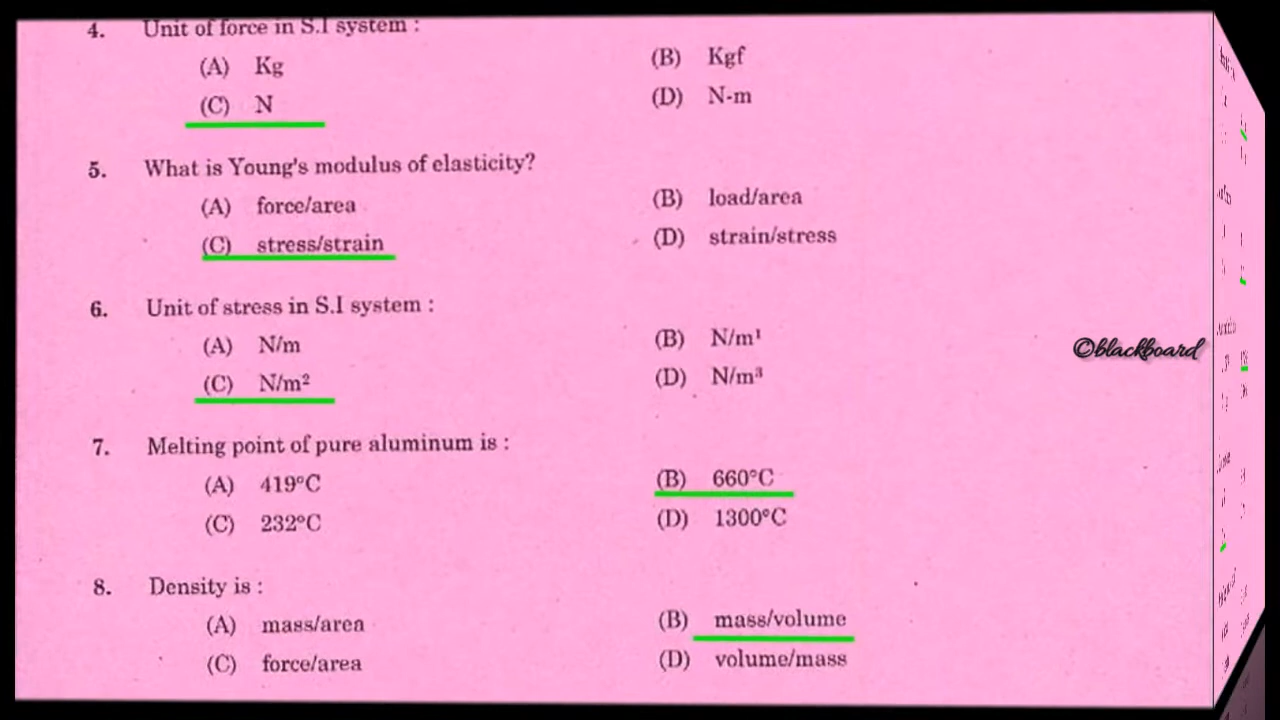 4. Unit of force in S.I system :
(A) Kg (B) Kgf
(C) N (D) N-m
5. What is Young's modulus of elasticity?
(A) force/area (B) load/area
(C) stress/strain (D) strain/stress
6. Unit of stress in S.I system :
(A) N/m (B) N/m¹
(C) N/m² (D) N/m³
7. Melting point of pure aluminum is :
(A) 419°C (B) 660°C
(C) 232°C (D) 1300°C
8. Density is :
(A) mass/area (B) mass/volume
(C) force/area (D) volume/mass
©blackboard